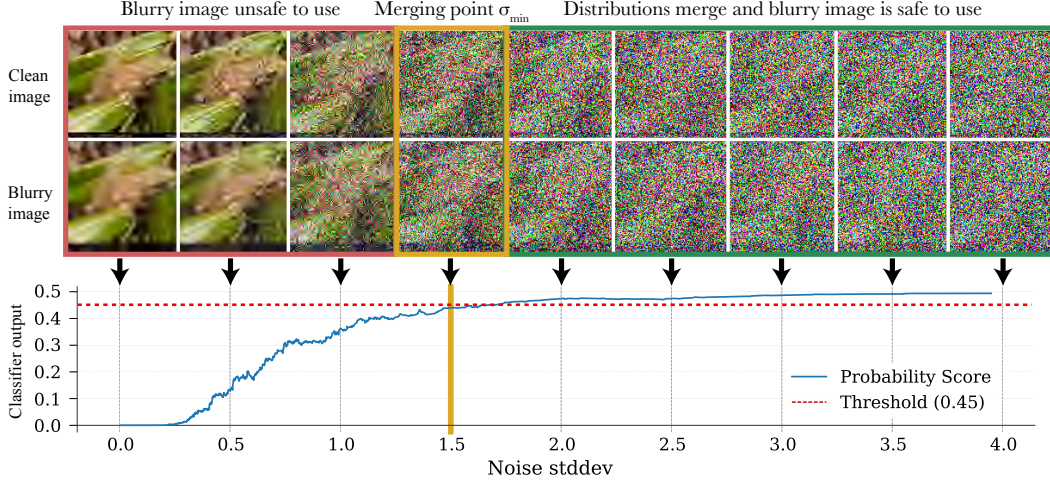 Blurry image unsafe to use
Merging point σmin
Distributions merge and blurry image is safe to use
Clean
image
Blurry
image
0.5
0.4
0.3
0.2
0.1
0.0
Classifier output
Probability Score
Threshold (0.45)
0.0 0.5 1.0 1.5 2.0 2.5 3.0 3.5 4.0
Noise stddev